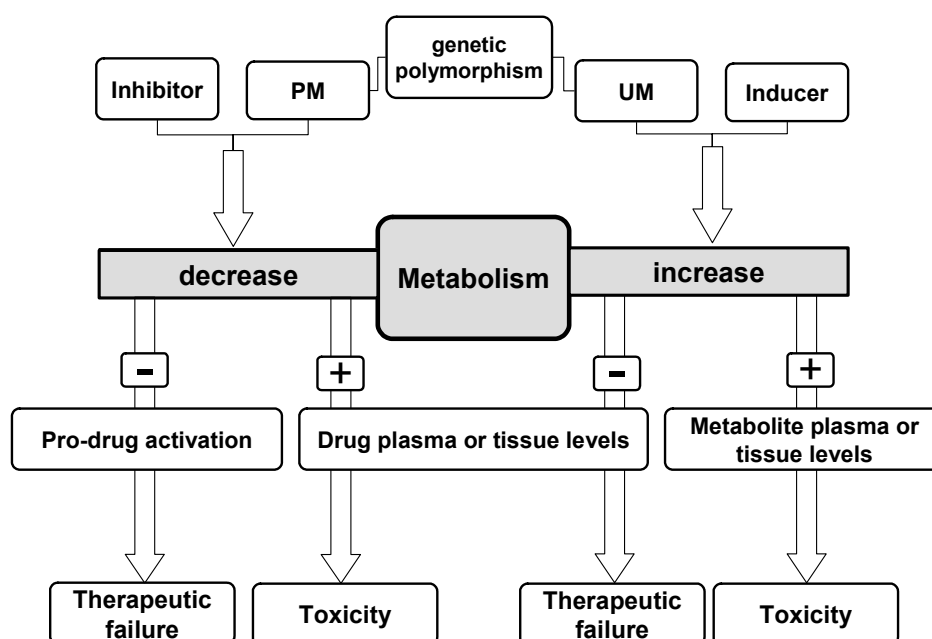 genetic
polymorphism
Inhibitor
PM
UM
Inducer
decrease
Metabolism
increase
-
+
-
+
Pro-drug activation
Drug plasma or tissue levels
Metabolite plasma or
tissue levels
Therapeutic
failure
Toxicity
Therapeutic
failure
Toxicity